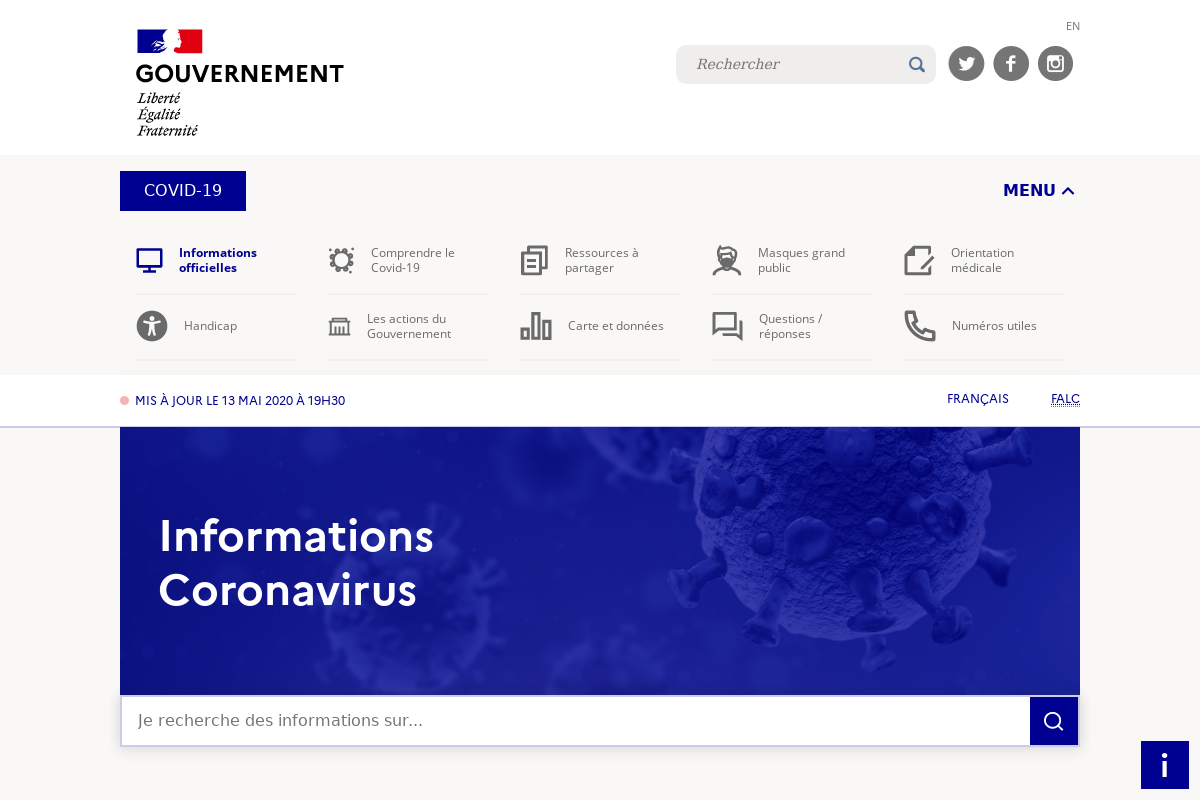 EN
GOUVERNEMENT
Liberté
Égalité
Fraternité
Rechercher
COVID-19
MENU
Informations
officielles
Comprendre le
Covid-19
Ressources à
partager
Masques grand
public
Orientation
médicale
Handicap
Les actions du
Gouvernement
Carte et données
Questions /
réponses
Numéros utiles
MIS À JOUR LE 13 MAI 2020 À 19H30
FRANÇAIS
FALC
Informations
Coronavirus
Je recherche des informations sur...
i